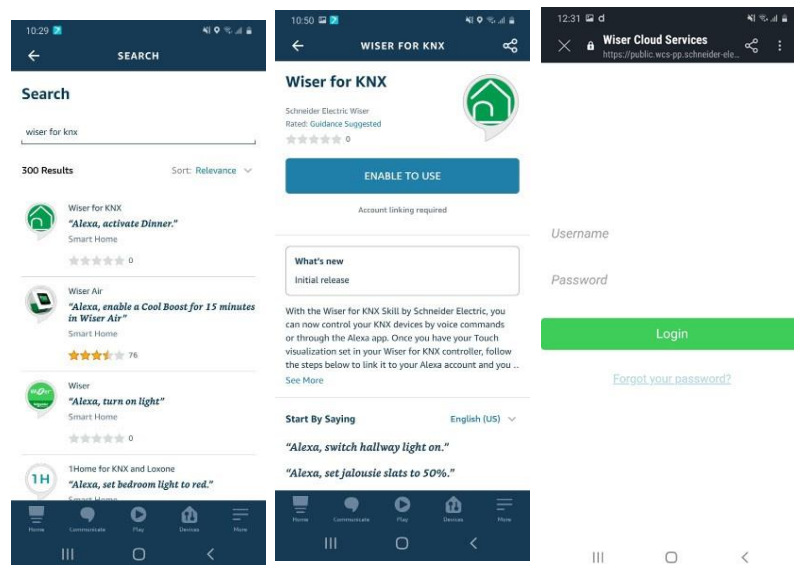 10:29
SEARCH
Search
wiser for knx
300 Results
Sort: Relevance
Wiser for KNX
"Alexa, activate Dinner."
Smart Home
0
Wiser Air
"Alexa, enable a Cool Boost for 15 minutes
in Wiser Air"
Smart Home
76
Wiser
"Alexa, turn on light"
Smart Home
0
1H
1Home for KNX and Loxone
"Alexa, set bedroom light to red."
Smart Home
Home
Communicate
Play
Devices
More
10:50
WISER FOR KNX
Wiser for KNX
Schneider Electric Wiser
Rated: Guidance Suggested
0
ENABLE TO USE
Account linking required
What's new
Initial release
With the Wiser for KNX Skill by Schneider Electric, you
can now control your KNX devices by voice commands
or through the Alexa app. Once you have your Touch
visualization set in your Wiser for KNX controller, follow
the steps below to link it to your Alexa account and you ..
See More
Start By Saying
English (US)
"Alexa, switch hallway light on."
"Alexa, set jalousie slats to 50%."
Home
Communicate
Play
Devices
More
12:31
Wiser Cloud Services
https://public.wcs-pp.schneider-ele...
Username
Password
Login
Forgot your password?